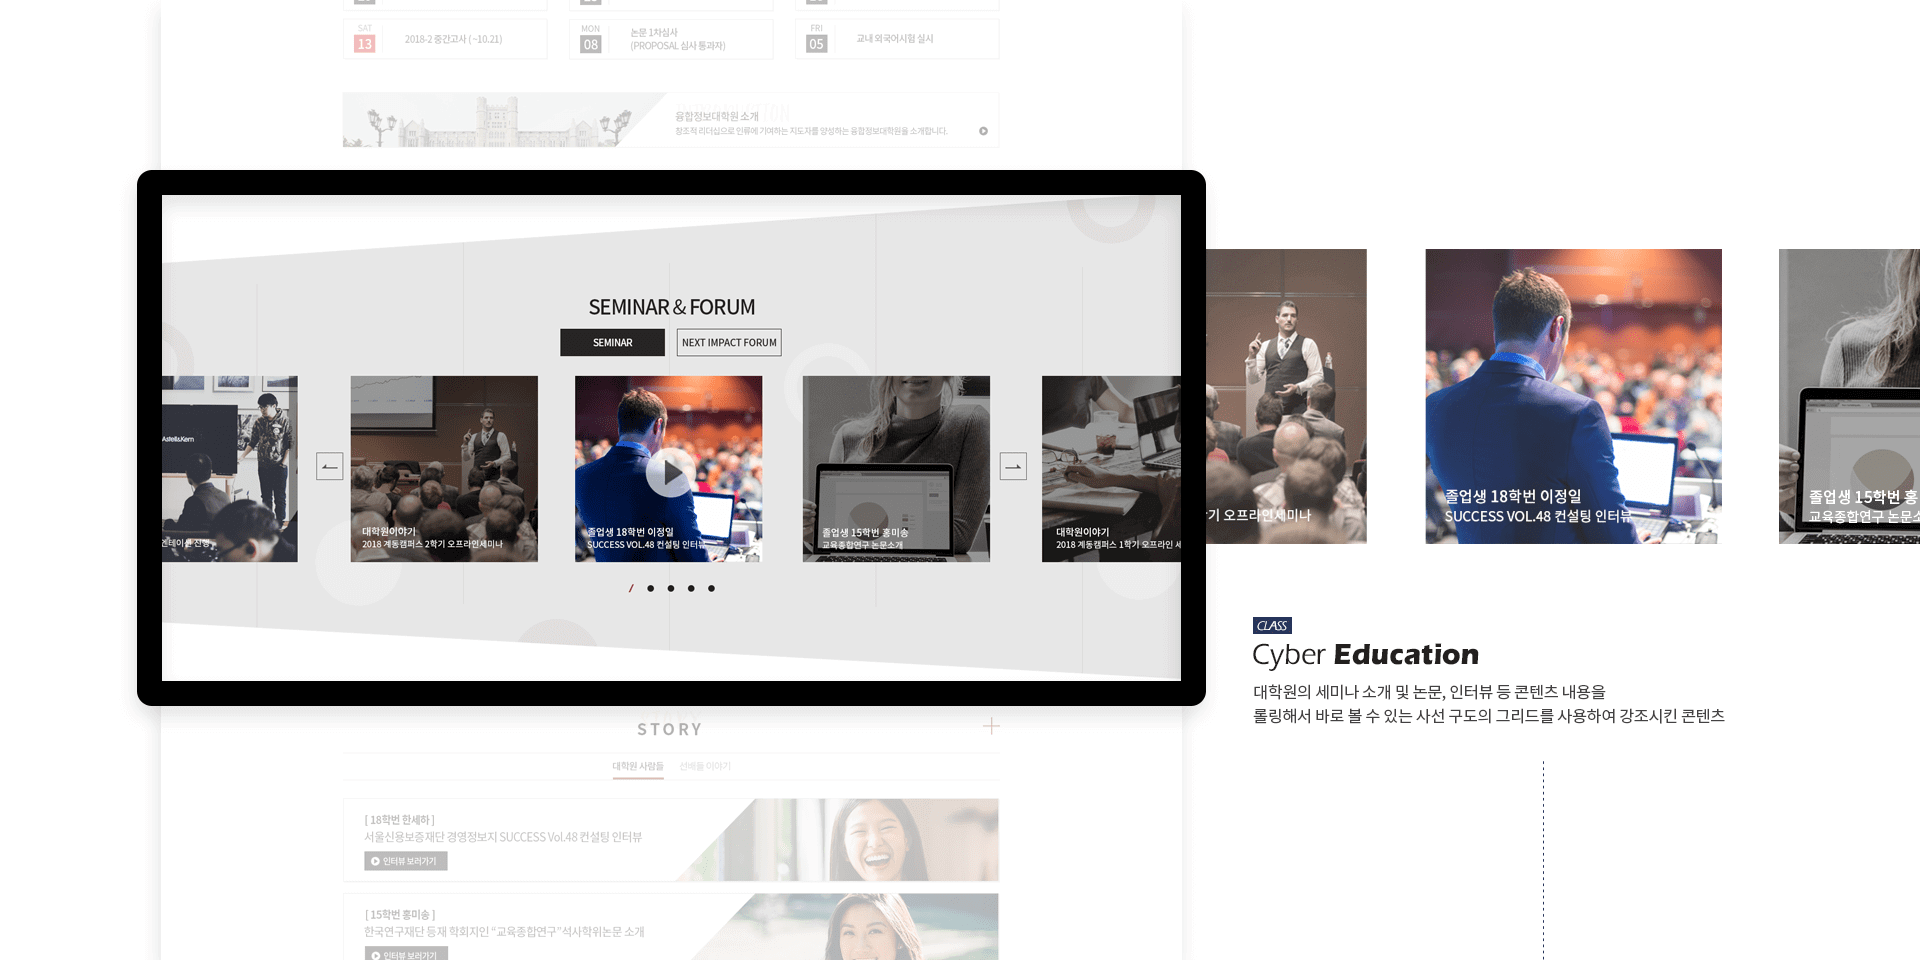 SAT
13
2018-2 중간고사 ( ~10.21)
MON
08
논문 1차심사
(PROPOSAL 심사 통과자)
FRI
05
교내 외국어시험 실시
융합정보대학원 소개
창조적 리더십으로 인류에 기여하는 지도자를 양성하는 융합정보대학원을 소개합니다.
SEMINAR & FORUM
SEMINAR
NEXT IMPACT FORUM
Astell&Kern
대학원이야기
2018 계동캠퍼스 2학기 오프라인세미나
졸업생 18학번 이정일
SUCCESS VOL.48 컨설팅 인터뷰
졸업생 15학번 홍미송
교육종합연구 논문소개
대학원이야기
2018 계동캠퍼스 1학기 오프라인 세
기 오프라인세미나
졸업생 18학번 이정일
SUCCESS VOL.48 컨설팅 인터뷰
졸업생 15학번 홍
교육종합연구 논문소
CLASS
Cyber Education
대학원의 세미나 소개 및 논문, 인터뷰 등 콘텐츠 내용을
롤링해서 바로 볼 수 있는 사선 구도의 그리드를 사용하여 강조시킨 콘텐츠
STORY
대학원 사람들
선배들 이야기
[ 18학번 한세하 ]
서울신용보증재단 경영정보지 SUCCESS Vol.48 컨설팅 인터뷰
인터뷰 보러가기
[ 15학번 홍미송 ]
한국연구재단 등재 학회지인 “교육종합연구”석사학위논문 소개
인터뷰 보러가기